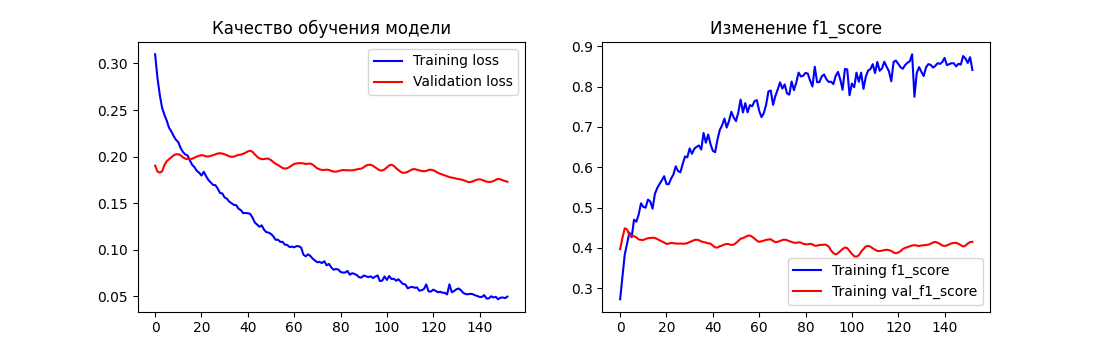 Качество обучения модели
Training loss
Validation loss
0.30
0.25
0.20
0.15
0.10
0.05
0 20 40 60 80 100 120 140
Изменение f1_score
0.9
0.8
0.7
0.6
0.5
0.4
0.3
Training f1_score
Training val_f1_score
0 20 40 60 80 100 120 140